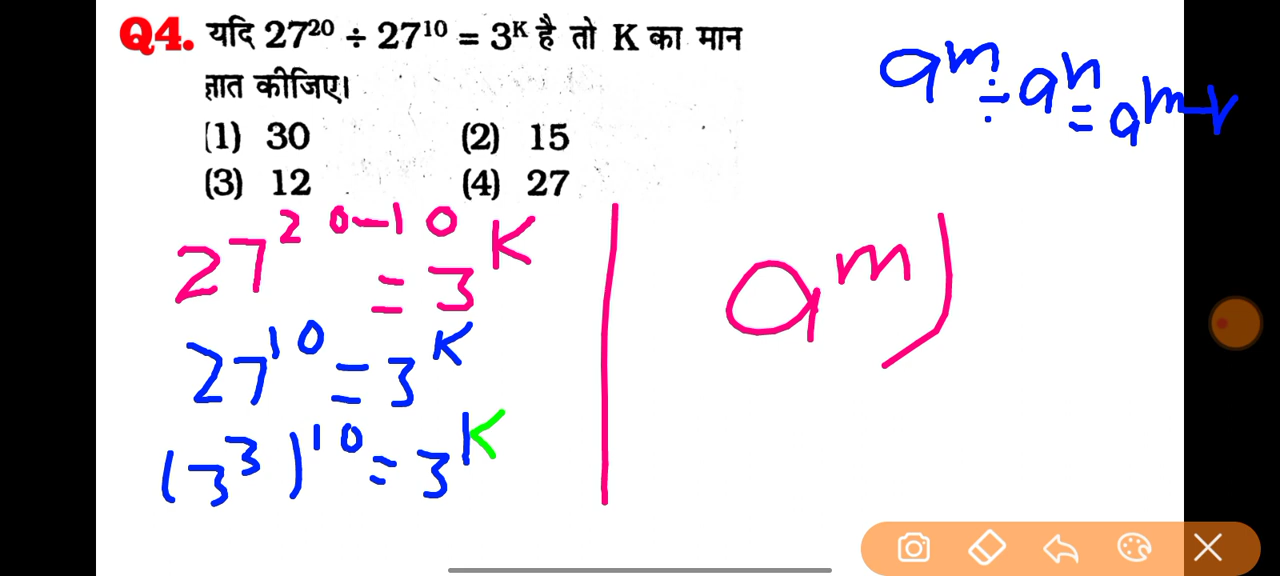 Q4. यदि 27²⁰ ÷ 27¹⁰ = 3ᴷ है तो K का मान
ज्ञात कीजिए।
(1) 30 (2) 15
(3) 12 (4) 27
aᵐ ÷ aⁿ = aᵐ⁻
27²⁰⁻¹⁰ = 3ᴷ
aᵐ)
27¹⁰ = 3ᴷ
(3³)¹⁰ = 3ᴷ